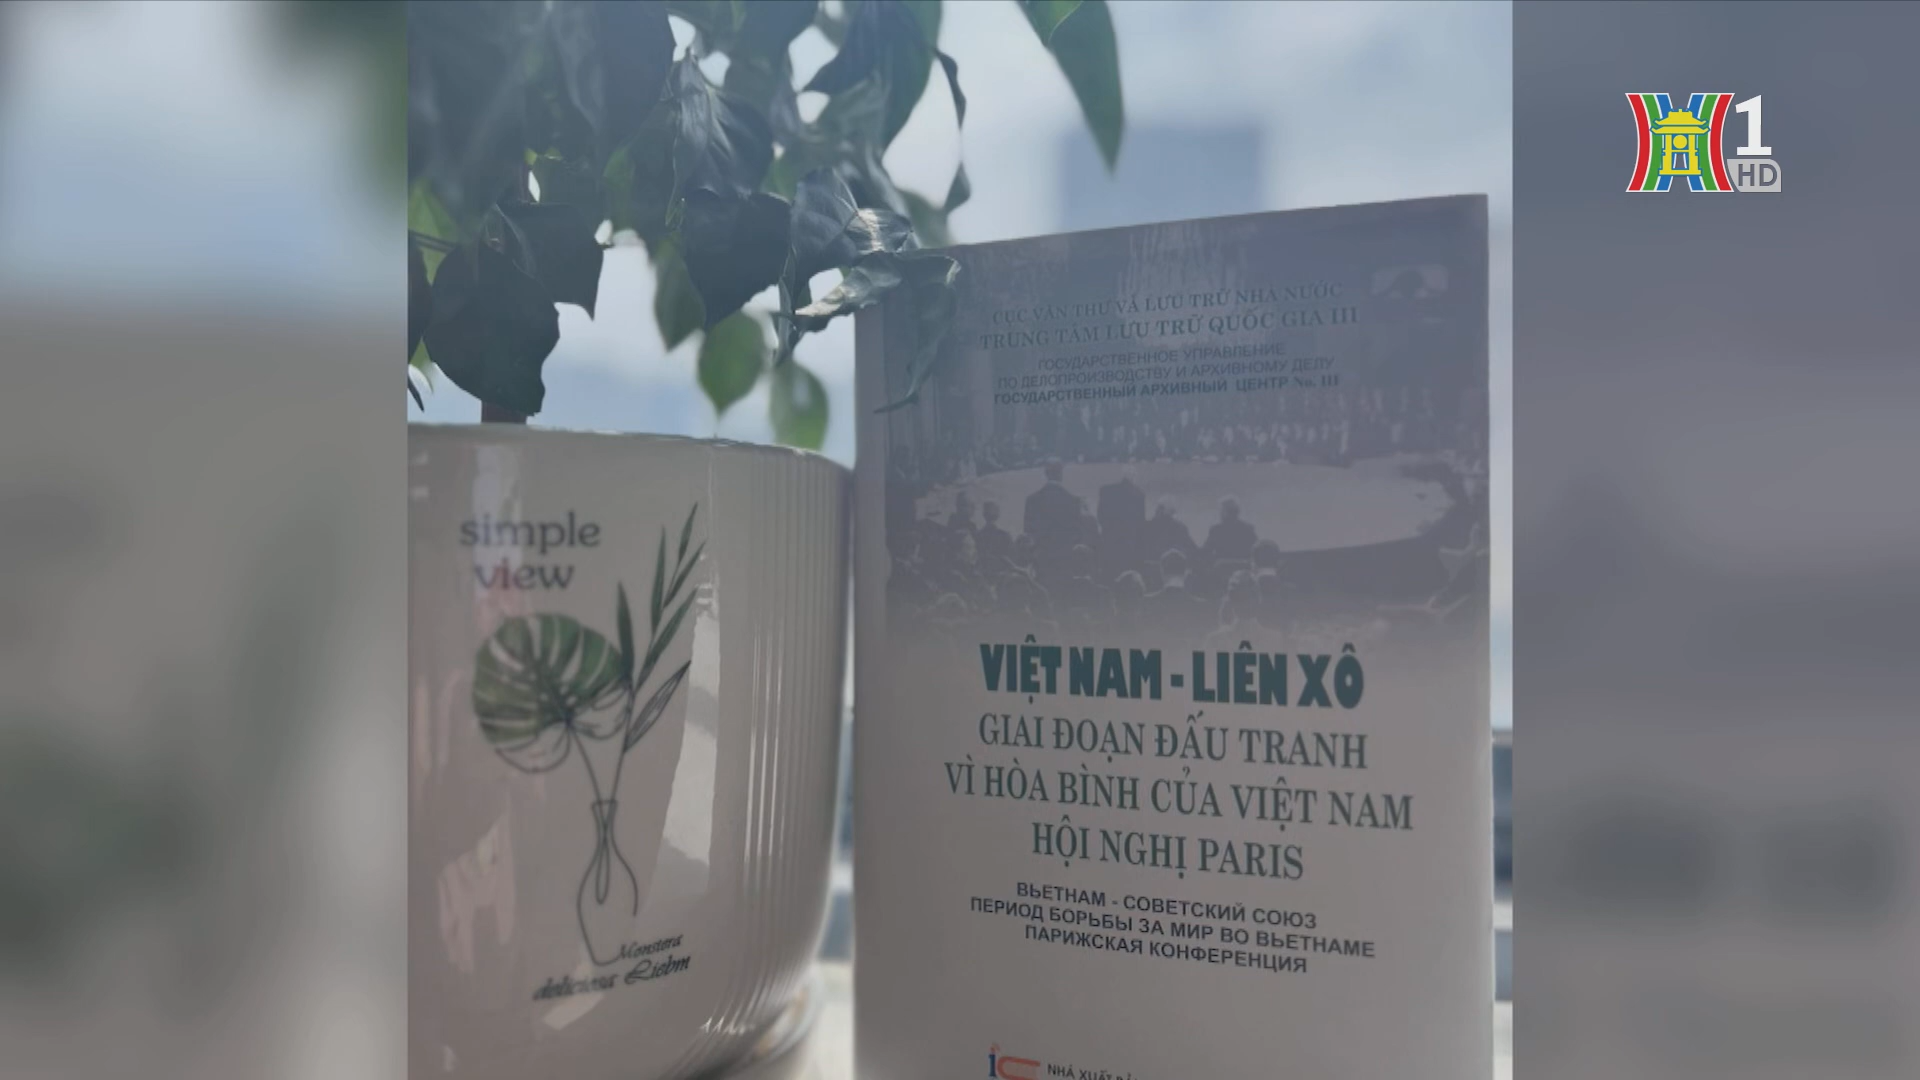 1
HD
simple
view
Monstera
deliciosa Liebm
CỤC VĂN THƯ VÀ LƯU TRỮ NHÀ NƯỚC
TRUNG TÂM LƯU TRỮ QUỐC GIA III
ГОСУДАРСТВЕННОЕ УПРАВЛЕНИЕ
ПО ДЕЛОПРОИЗВОДСТВУ И АРХИВНОМУ ДЕЛУ
ГОСУДАРСТВЕННЫЙ АРХИВНЫЙ ЦЕНТР No. III
VIỆT NAM - LIÊN XÔ
GIAI ĐOẠN ĐẤU TRANH
VÌ HÒA BÌNH CỦA VIỆT NAM
HỘI NGHỊ PARIS
ВЬЕТНАМ - СОВЕТСКИЙ СОЮЗ
ПЕРИОД БОРЬБЫ ЗА МИР ВО ВЬЕТНАМЕ
ПАРИЖСКАЯ КОНФЕРЕНЦИЯ
NHÀ XUẤT